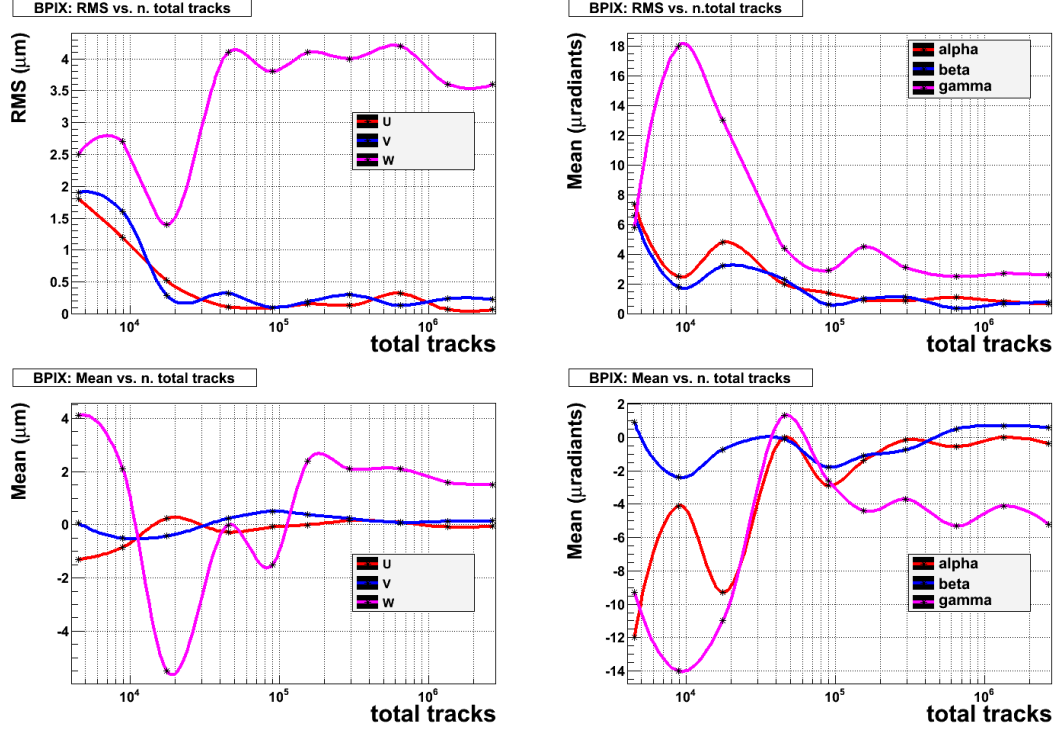 BPIX: RMS vs. n. total tracks
RMS (μm)
4
3.5
3
2.5
2
1.5
1
0.5
0
U
V
W
10⁴
10⁵
10⁶
total tracks
BPIX: RMS vs. n.total tracks
Mean (μradiants)
18
16
14
12
10
8
6
4
2
0
alpha
beta
gamma
10⁴
10⁵
10⁶
total tracks
BPIX: Mean vs. n. total tracks
Mean (μm)
4
2
0
-2
-4
U
V
W
10⁴
10⁵
10⁶
total tracks
BPIX: Mean vs. n. total tracks
Mean (μradiants)
2
0
-2
-4
-6
-8
-10
-12
-14
alpha
beta
gamma
10⁴
10⁵
10⁶
total tracks